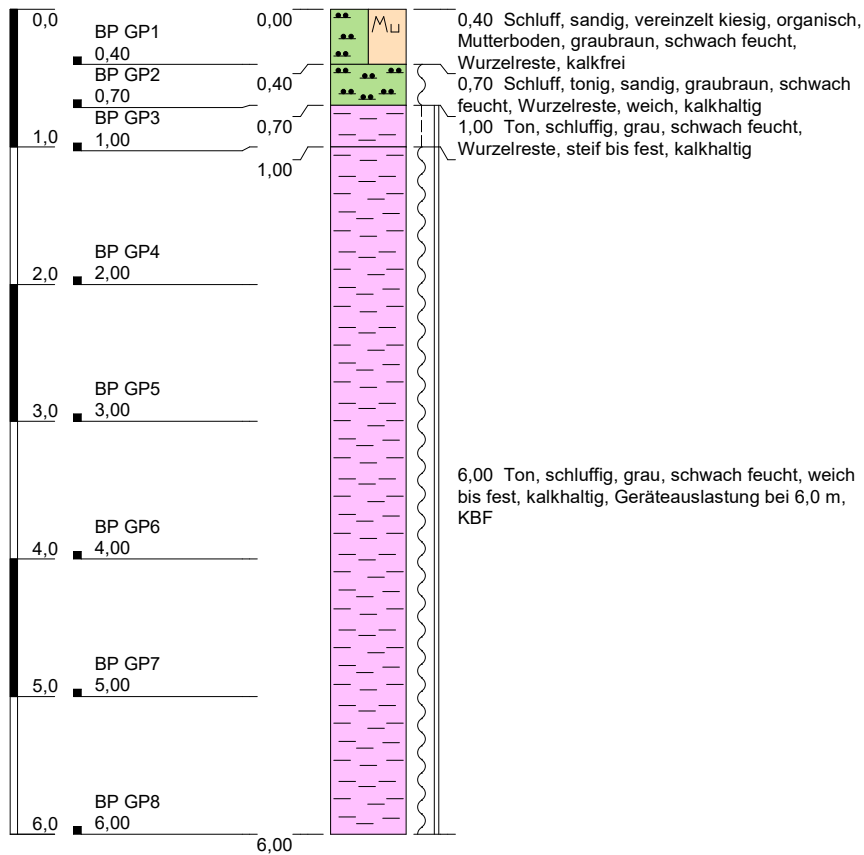 0,0
BP GP1
0,40
BP GP2
0,70
BP GP3
1,00
1,0
BP GP4
2,00
2,0
BP GP5
3,00
3,0
BP GP6
4,00
4,0
BP GP7
5,00
5,0
BP GP8
6,00
6,0
0,00
0,40
0,70
1,00
6,00
Mu
0,40 Schluff, sandig, vereinzelt kiesig, organisch,
Mutterboden, graubraun, schwach feucht,
Wurzelreste, kalkfrei
0,70 Schluff, tonig, sandig, graubraun, schwach
feucht, Wurzelreste, weich, kalkhaltig
1,00 Ton, schluffig, grau, schwach feucht,
Wurzelreste, steif bis fest, kalkhaltig
6,00 Ton, schluffig, grau, schwach feucht, weich
bis fest, kalkhaltig, Geräteauslastung bei 6,0 m,
KBF